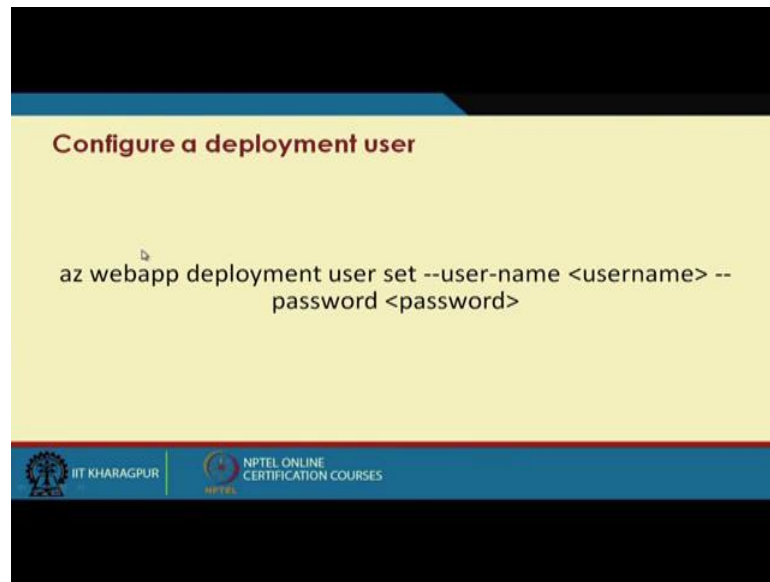 Configure a deployment user
az webapp deployment user set --user-name <username> --
password <password>
IIT KHARAGPUR
NPTEL
NPTEL ONLINE
CERTIFICATION COURSES